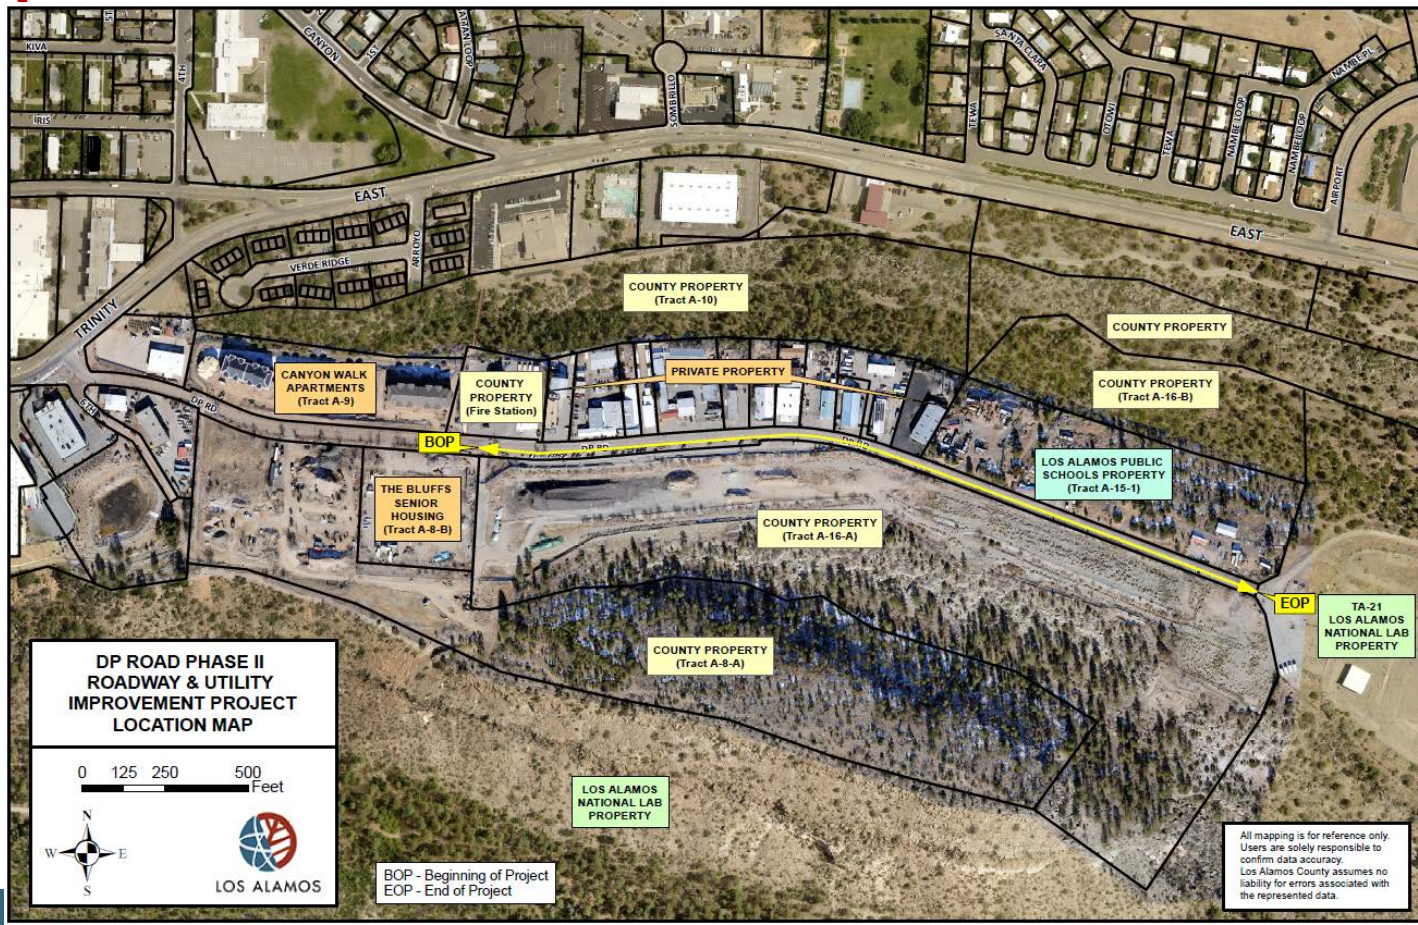 KIVA
ST
4TH
CANYON
1ST
TTAN LOOP
SOMBRILLO
TEWA
SANTA CLARA
OTOWI
TEWA
NAMBE LOOP
NAMBE LOOP
NAMBE PL
AIRPORT
IRIS
EAST
EAST
ARROYO
VERDE RIDGE
TRINITY
6TH
DP RD
DP RD
DP RD
COUNTY PROPERTY
(Tract A-10)
COUNTY PROPERTY
COUNTY PROPERTY
(Tract A-16-B)
CANYON WALK
APARTMENTS
(Tract A-9)
COUNTY
PROPERTY
(Fire Station)
PRIVATE PROPERTY
BOP
LOS ALAMOS PUBLIC
SCHOOLS PROPERTY
(Tract A-15-1)
THE BLUFFS
SENIOR
HOUSING
(Tract A-8-B)
COUNTY PROPERTY
(Tract A-16-A)
EOP
TA-21
LOS ALAMOS
NATIONAL LAB
PROPERTY
COUNTY PROPERTY
(Tract A-8-A)
LOS ALAMOS
NATIONAL LAB
PROPERTY
DP ROAD PHASE II
ROADWAY & UTILITY
IMPROVEMENT PROJECT
LOCATION MAP
0 125 250 500
Feet
N
W E
S
LOS ALAMOS
BOP - Beginning of Project
EOP - End of Project
All mapping is for reference only.
Users are solely responsible to
confirm data accuracy.
Los Alamos County assumes no
liability for errors associated with
the represented data.